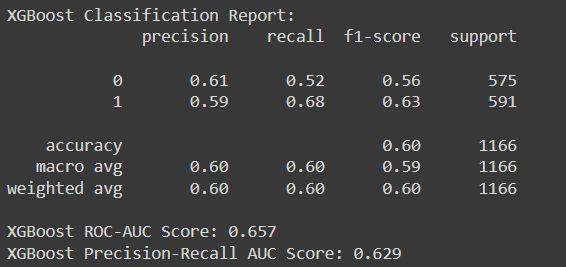 XGBoost Classification Report:
precision recall f1-score support
0 0.61 0.52 0.56 575
1 0.59 0.68 0.63 591
accuracy 0.60 1166
macro avg 0.60 0.60 0.59 1166
weighted avg 0.60 0.60 0.60 1166
XGBoost ROC-AUC Score: 0.657
XGBoost Precision-Recall AUC Score: 0.629